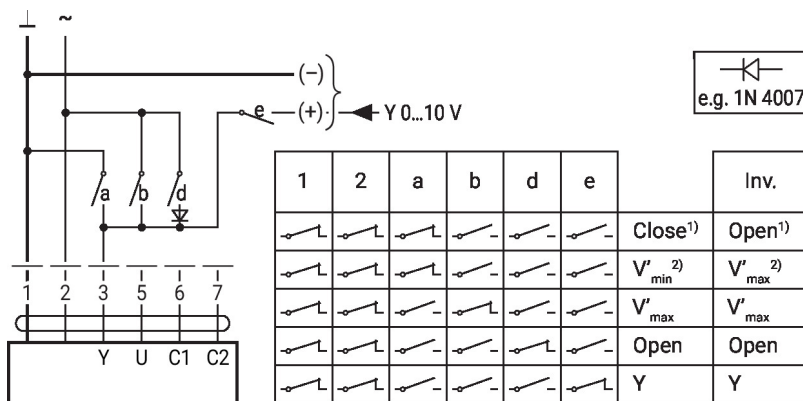 ⊥ ~
(–)
e (+) Y 0...10 V
e.g. 1N 4007
a b d
1 2 3 5 6 7
Y U C1 C2
1 2 a b d e Inv.
Close¹⁾ Open¹⁾
V'min²⁾ V'max²⁾
V'max V'max
Open Open
Y Y